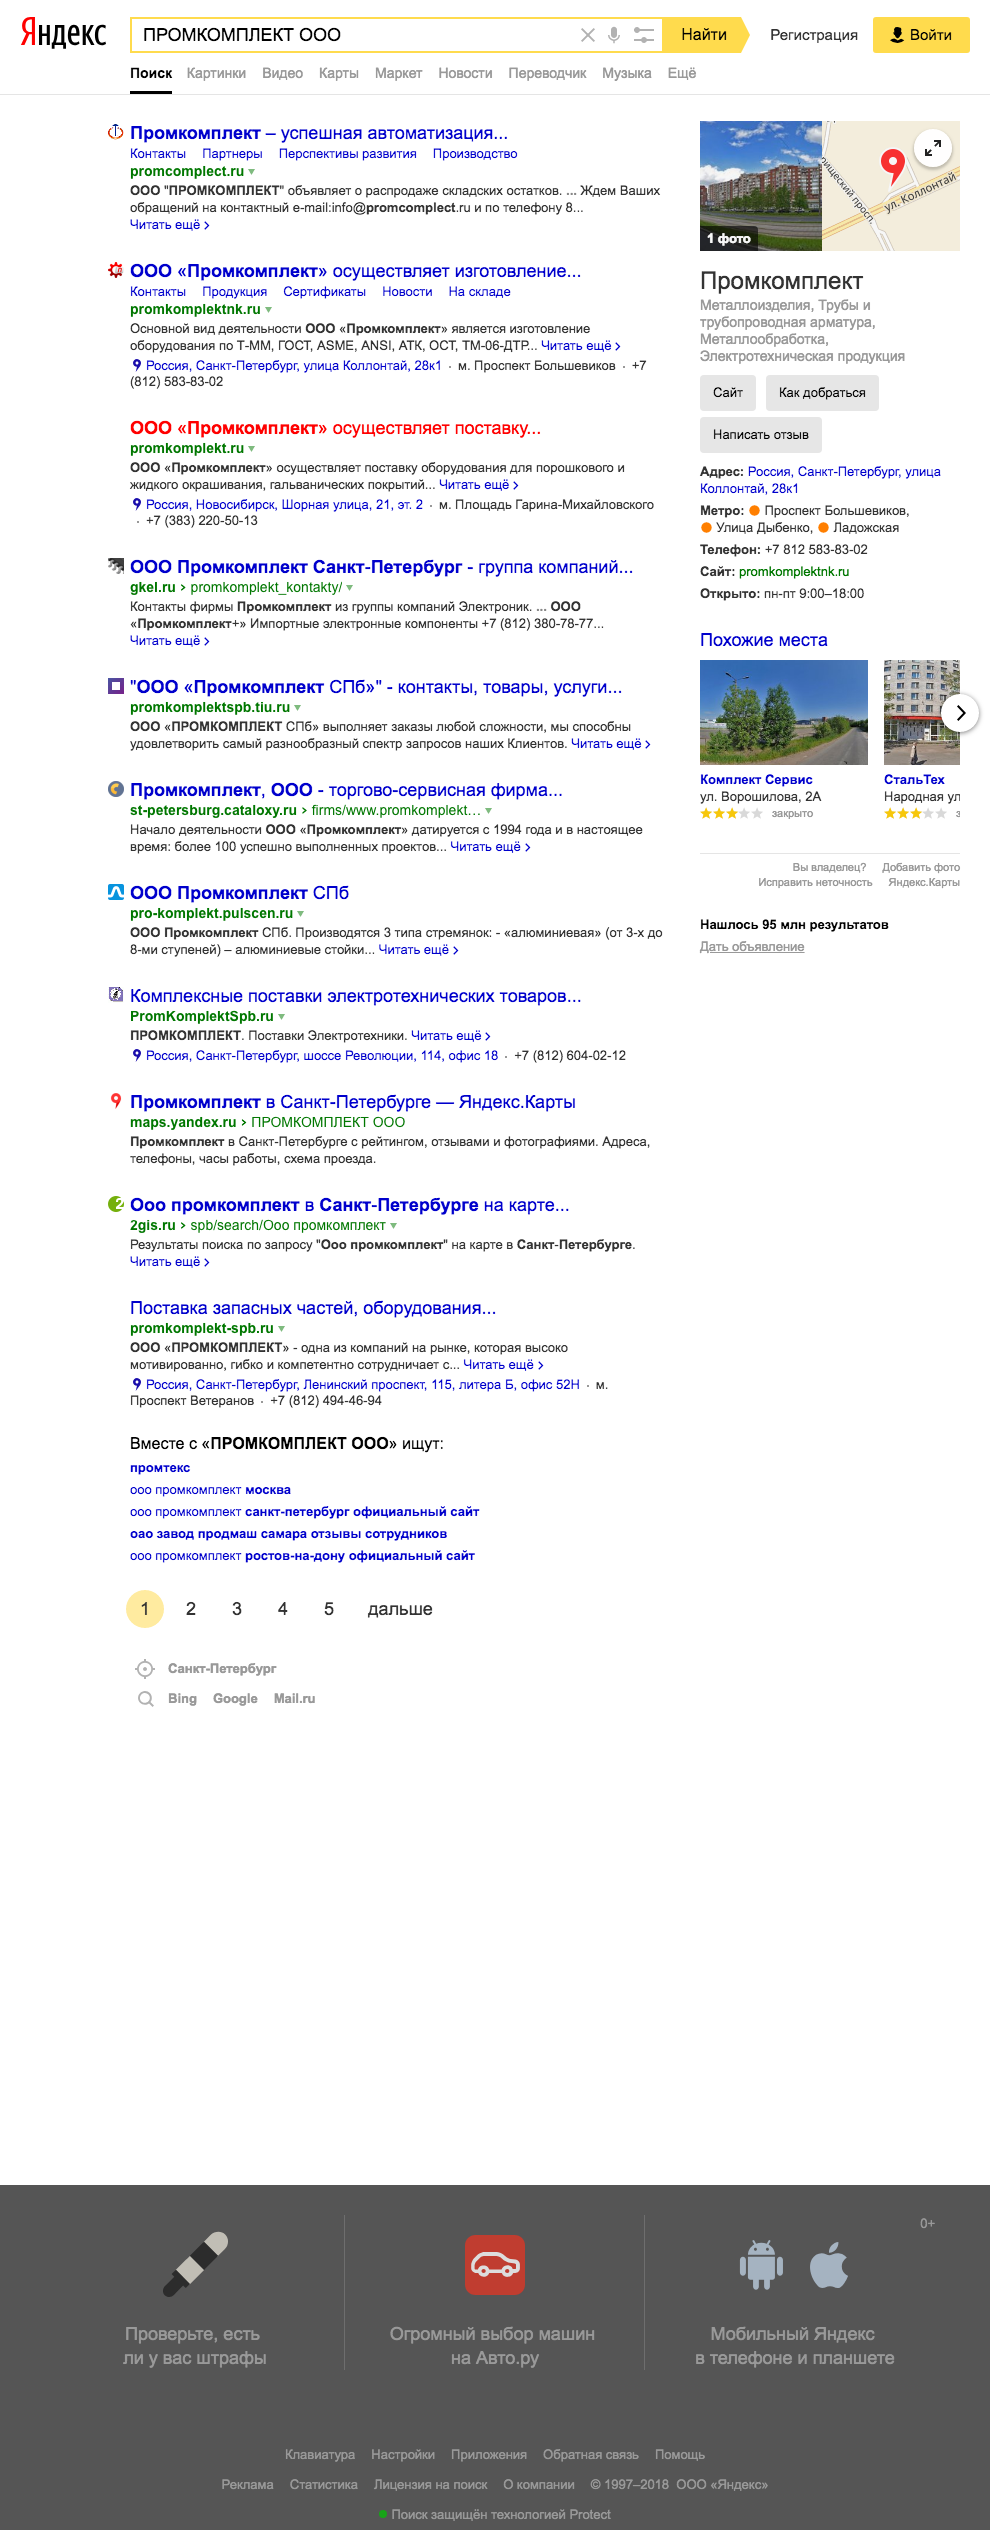 Яндекс
ПРОМКОМПЛЕКТ ООО
Найти
Регистрация
Войти
Поиск Картинки Видео Карты Маркет Новости Переводчик Музыка Ещё
Промкомплект – успешная автоматизация...
Контакты Партнеры Перспективы развития Производство
promcomplect.ru
ООО "ПРОМКОМПЛЕКТ" объявляет о распродаже складских остатков. ... Ждем Ваших
обращений на контактный e-mail:info@promcomplect.ru и по телефону 8...
Читать ещё ›
ООО «Промкомплект» осуществляет изготовление...
Контакты Продукция Сертификаты Новости На складе
promkomplektnk.ru
Основной вид деятельности ООО «Промкомплект» является изготовление
оборудования по Т-ММ, ГОСТ, ASME, ANSI, АТК, ОСТ, ТМ-06-ДТР... Читать ещё ›
Россия, Санкт-Петербург, улица Коллонтай, 28к1 · м. Проспект Большевиков · +7
(812) 583-83-02
ООО «Промкомплект» осуществляет поставку...
promkomplekt.ru
ООО «Промкомплект» осуществляет поставку оборудования для порошкового и
жидкого окрашивания, гальванических покрытий... Читать ещё ›
Россия, Новосибирск, Шорная улица, 21, эт. 2 · м. Площадь Гарина-Михайловского
· +7 (383) 220-50-13
ООО Промкомплект Санкт-Петербург - группа компаний...
gkel.ru › promkomplekt_kontakty/
Контакты фирмы Промкомплект из группы компаний Электроник. ... ООО
«Промкомплект+» Импортные электронные компоненты +7 (812) 380-78-77...
Читать ещё ›
"ООО «Промкомплект СПб»" - контакты, товары, услуги...
promkomplektspb.tiu.ru
ООО «ПРОМКОМПЛЕКТ СПб» выполняет заказы любой сложности, мы способны
удовлетворить самый разнообразный спектр запросов наших Клиентов. Читать ещё ›
Промкомплект, ООО - торгово-сервисная фирма...
st-petersburg.cataloxy.ru › firms/www.promkomplekt...
Начало деятельности ООО «Промкомплект» датируется с 1994 года и в настоящее
время: более 100 успешно выполненных проектов... Читать ещё ›
ООО Промкомплект СПб
pro-komplekt.pulscen.ru
ООО Промкомплект СПб. Производятся 3 типа стремянок: - «алюминиевая» (от 3-х до
8-ми ступеней) – алюминиевые стойки... Читать ещё ›
Комплексные поставки электротехнических товаров...
PromKomplektSpb.ru
ПРОМКОМПЛЕКТ. Поставки Электротехники. Читать ещё ›
Россия, Санкт-Петербург, шоссе Революции, 114, офис 18 · +7 (812) 604-02-12
Промкомплект в Санкт-Петербурге — Яндекс.Карты
maps.yandex.ru › ПРОМКОМПЛЕКТ ООО
Промкомплект в Санкт-Петербурге с рейтингом, отзывами и фотографиями. Адреса,
телефоны, часы работы, схема проезда.
Ооо промкомплект в Санкт-Петербурге на карте...
2gis.ru › spb/search/Ооо промкомплект
Результаты поиска по запросу "Ооо промкомплект" на карте в Санкт-Петербурге.
Читать ещё ›
Поставка запасных частей, оборудования...
promkomplekt-spb.ru
ООО «ПРОМКОМПЛЕКТ» - одна из компаний на рынке, которая высоко
мотивированно, гибко и компетентно сотрудничает с... Читать ещё ›
Россия, Санкт-Петербург, Ленинский проспект, 115, литера Б, офис 52Н · м.
Проспект Ветеранов · +7 (812) 494-46-94
Вместе с «ПРОМКОМПЛЕКТ ООО» ищут:
промтекс
ооо промкомплект москва
ооо промкомплект санкт-петербург официальный сайт
оао завод продмаш самара отзывы сотрудников
ооо промкомплект ростов-на-дону официальный сайт
1 2 3 4 5 дальше
Санкт-Петербург
Bing Google Mail.ru
1 фото
ул. Коллонтай
Промкомплект
Металлоизделия, Трубы и
трубопроводная арматура,
Металлообработка,
Электротехническая продукция
Сайт
Как добраться
Написать отзыв
Адрес: Россия, Санкт-Петербург, улица
Коллонтай, 28к1
Метро: Проспект Большевиков,
Улица Дыбенко, Ладожская
Телефон: +7 812 583-83-02
Сайт: promkomplektnk.ru
Открыто: пн-пт 9:00–18:00
Похожие места
Комплект Сервис
ул. Ворошилова, 2А
закрыто
СтальТех
Народная ул
Вы владелец? Добавить фото
Исправить неточность Яндекс.Карты
Нашлось 95 млн результатов
Дать объявление
0+
Проверьте, есть
ли у вас штрафы
Огромный выбор машин
на Авто.ру
Мобильный Яндекс
в телефоне и планшете
Клавиатура Настройки Приложения Обратная связь Помощь
Реклама Статистика Лицензия на поиск О компании © 1997–2018 ООО «Яндекс»
Поиск защищён технологией Protect